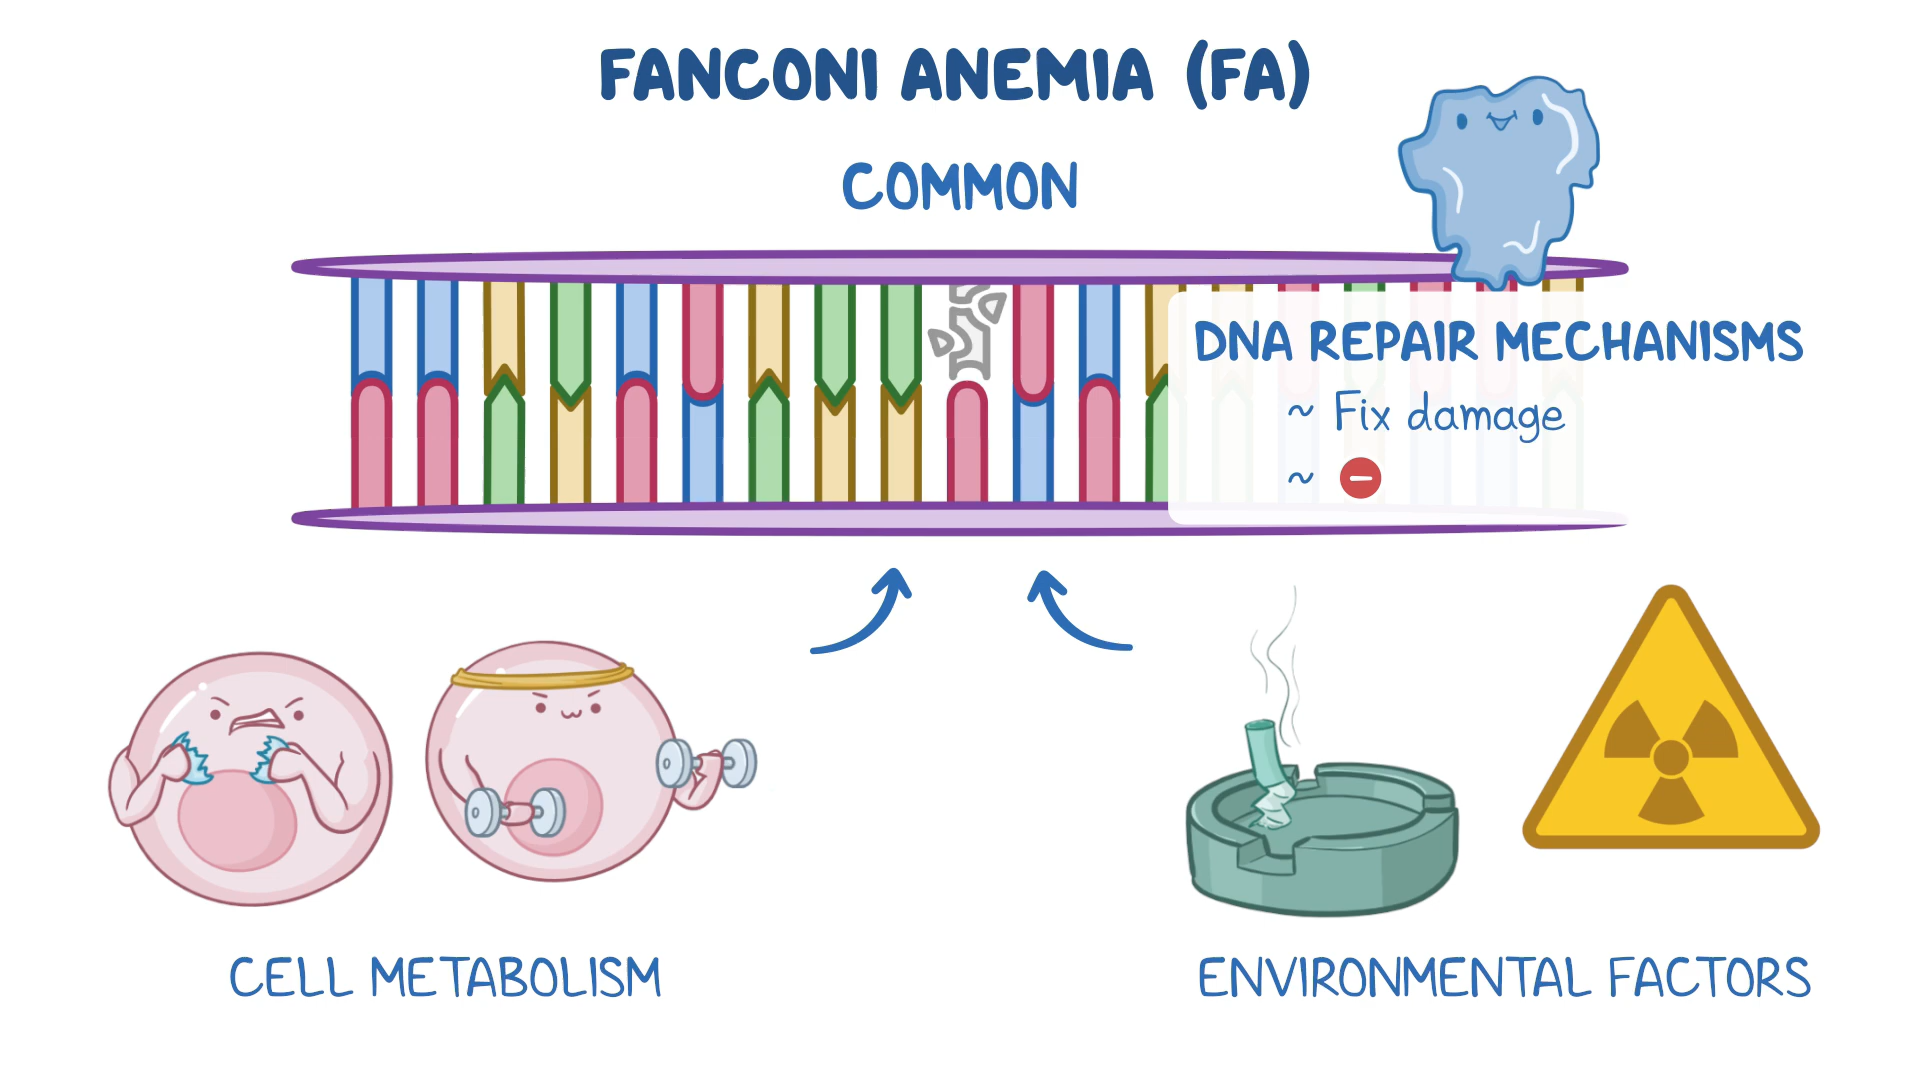 FANCONI ANEMIA (FA)
COMMON
DNA REPAIR MECHANISMS
~ Fix damage
~
CELL METABOLISM
ENVIRONMENTAL FACTORS